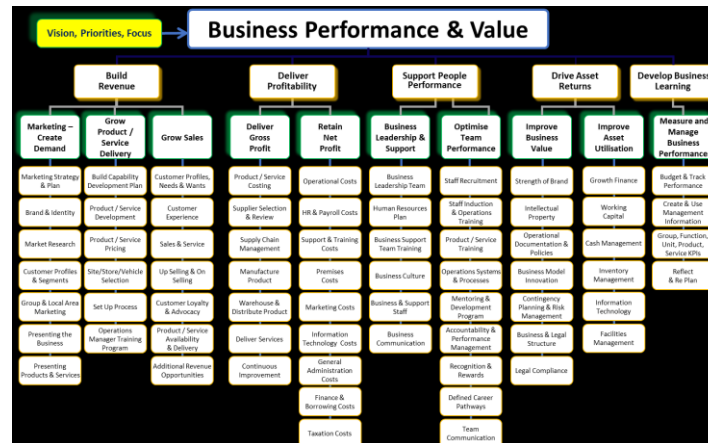 Vision, Priorities, Focus
Business Performance & Value
Build
Revenue
Deliver
Profitability
Support People
Performance
Drive Asset
Returns
Develop Business
Learning
Marketing –
Create
Demand
Grow
Product /
Service
Delivery
Grow Sales
Deliver
Gross
Profit
Retain
Net
Profit
Business
Leadership &
Support
Optimise
Team
Performance
Improve
Business
Value
Improve
Asset
Utilisation
Measure and
Manage
Business
Performance
Marketing Strategy
& Plan
Brand & Identity
Market Research
Customer Profiles
& Segments
Group & Local Area
Marketing
Presenting the
Business
Presenting
Products & Services
Build Capability
Development Plan
Product / Service
Development
Product / Service
Pricing
Site/Store/Vehicle
Selection
Set Up Process
Operations
Manager Training
Program
Customer Profiles,
Needs & Wants
Customer
Experience
Sales & Service
Up Selling & On
Selling
Customer Loyalty
& Advocacy
Product / Service
Availability
& Delivery
Additional Revenue
Opportunities
Product / Service
Costing
Supplier Selection
& Review
Supply Chain
Management
Manufacture
Product
Warehouse &
Distribute Product
Deliver Services
Continuous
Improvement
Operational Costs
HR & Payroll Costs
Support & Training
Costs
Premises
Costs
Marketing Costs
Information
Technology Costs
General
Administration
Costs
Finance &
Borrowing Costs
Taxation Costs
Business
Leadership Team
Human Resources
Plan
Business Support
Team Training
Business Culture
Business & Support
Staff
Business
Communication
Staff Recruitment
Staff Induction
& Operations
Training
Product / Service
Training
Operations Systems
& Processes
Mentoring &
Development
Program
Accountability &
Performance
Management
Recognition &
Rewards
Defined Career
Pathways
Team
Communication
Strength of Brand
Intellectual
Property
Operational
Documentation &
Policies
Business Model
Innovation
Contingency
Planning & Risk
Management
Business & Legal
Structure
Legal Compliance
Growth Finance
Working
Capital
Cash Management
Inventory
Management
Information
Technology
Facilities
Management
Budget & Track
Performance
Create & Use
Management
Information
Group, Function,
Unit, Product,
Service KPIs
Reflect
& Re Plan